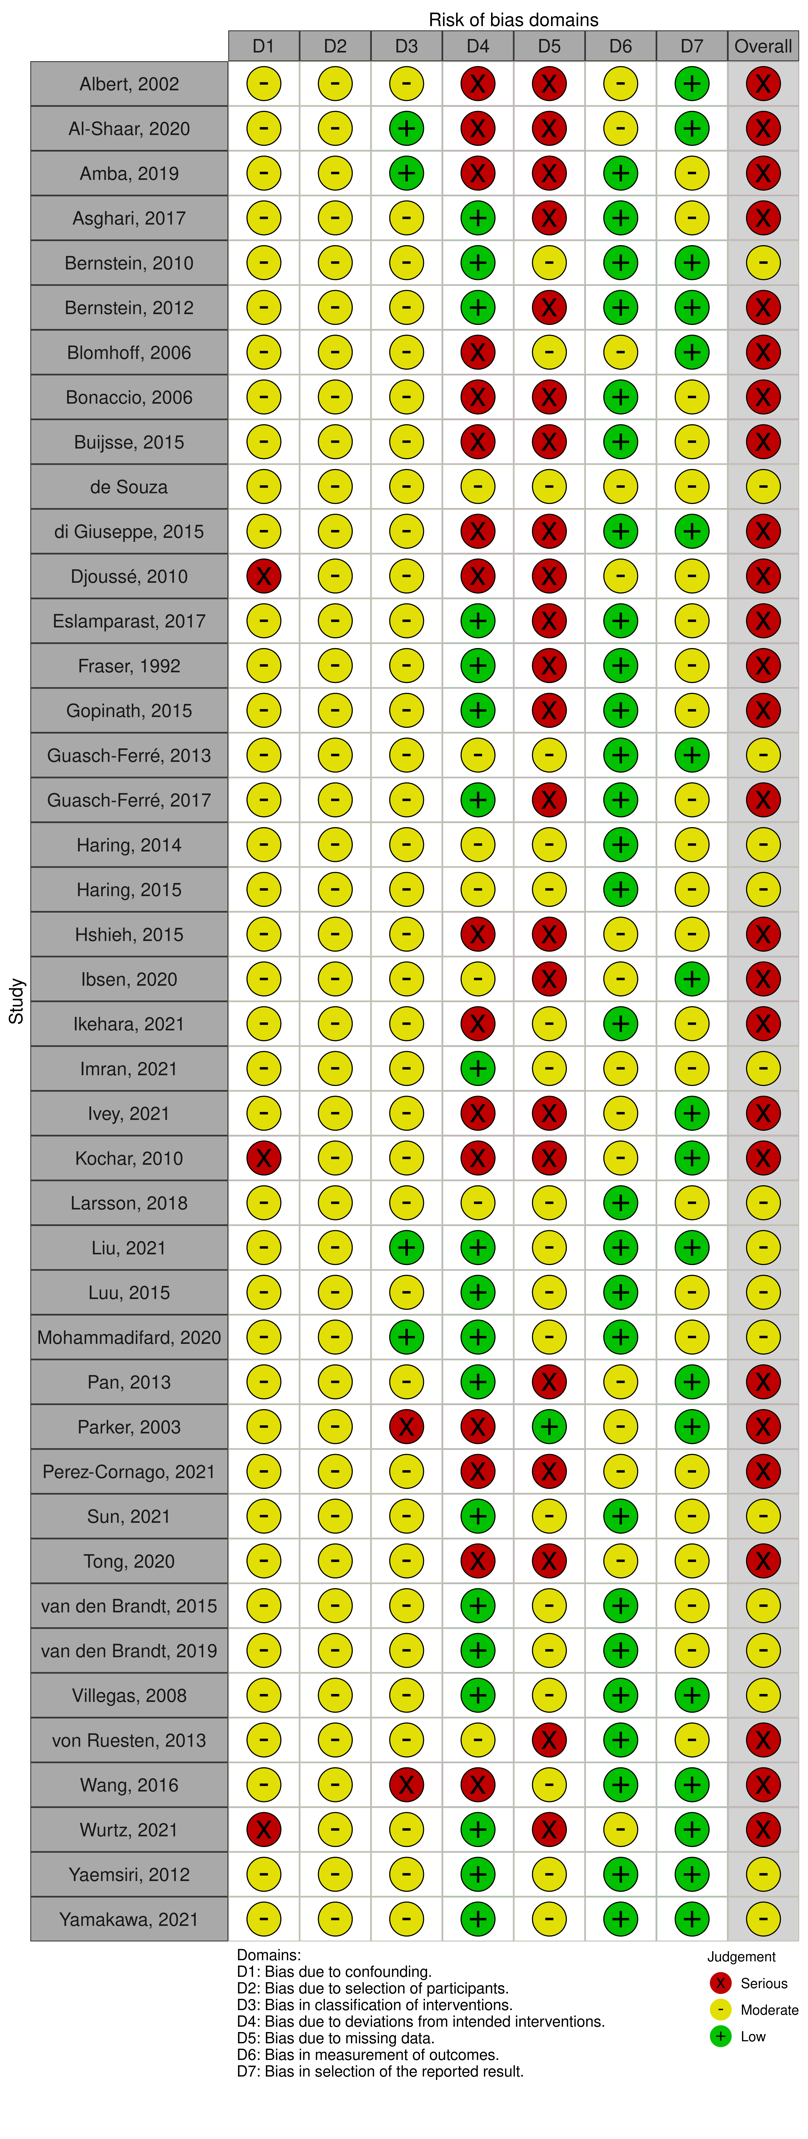 Risk of bias domains
D1 D2 D3 D4 D5 D6 D7 Overall
Albert, 2002 - - - X X - + X
Al-Shaar, 2020 - - + X X - + X
Amba, 2019 - - + X X + - X
Asghari, 2017 - - - + X + - X
Bernstein, 2010 - - - + - + + -
Bernstein, 2012 - - - + X + + X
Blomhoff, 2006 - - - X - - + X
Bonaccio, 2006 - - - X X + - X
Buijsse, 2015 - - - X X + - X
de Souza - - - - - - - -
di Giuseppe, 2015 - - - X X + + X
Djoussé, 2010 X - - X X - - X
Eslamparast, 2017 - - - + X + - X
Fraser, 1992 - - - + X + - X
Gopinath, 2015 - - - + X + - X
Guasch-Ferré, 2013 - - - - - + + -
Guasch-Ferré, 2017 - - - + X + - X
Haring, 2014 - - - - - + - -
Haring, 2015 - - - - - + - -
Hshieh, 2015 - - - X X - - X
Study
Ibsen, 2020 - - - - X - + X
Ikehara, 2021 - - - X - + - X
Imran, 2021 - - - + - - - -
Ivey, 2021 - - - X X - + X
Kochar, 2010 X - - X X - + X
Larsson, 2018 - - - - - + - -
Liu, 2021 - - + + - + + -
Luu, 2015 - - - + - + - -
Mohammadifard, 2020 - - + + - + - -
Pan, 2013 - - - + X - + X
Parker, 2003 - - X X + - + X
Perez-Cornago, 2021 - - - X X - - X
Sun, 2021 - - - + - + - -
Tong, 2020 - - - X X - - X
van den Brandt, 2015 - - - + - + - -
van den Brandt, 2019 - - - + - + - -
Villegas, 2008 - - - + - + + -
von Ruesten, 2013 - - - - X + - X
Wang, 2016 - - X X - + + X
Wurtz, 2021 X - - + X - + X
Yaemsiri, 2012 - - - + - + + -
Yamakawa, 2021 - - - + - + + -
Domains:
D1: Bias due to confounding.
D2: Bias due to selection of participants.
D3: Bias in classification of interventions.
D4: Bias due to deviations from intended interventions.
D5: Bias due to missing data.
D6: Bias in measurement of outcomes.
D7: Bias in selection of the reported result.
Judgement
X Serious
- Moderate
+ Low